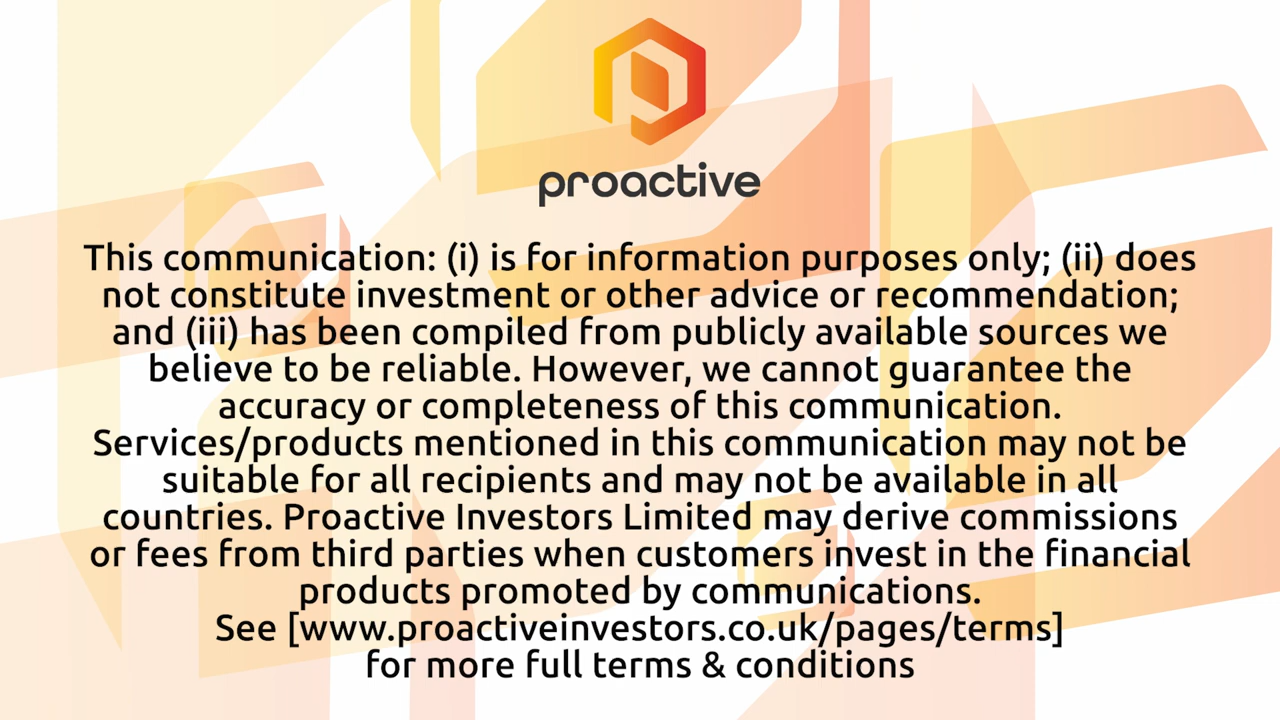 proactive
This communication: (i) is for information purposes only; (ii) does
not constitute investment or other advice or recommendation;
and (iii) has been compiled from publicly available sources we
believe to be reliable. However, we cannot guarantee the
accuracy or completeness of this communication.
Services/products mentioned in this communication may not be
suitable for all recipients and may not be available in all
countries. Proactive Investors Limited may derive commissions
or fees from third parties when customers invest in the financial
products promoted by communications.
See [www.proactiveinvestors.co.uk/pages/terms]
for more full terms & conditions